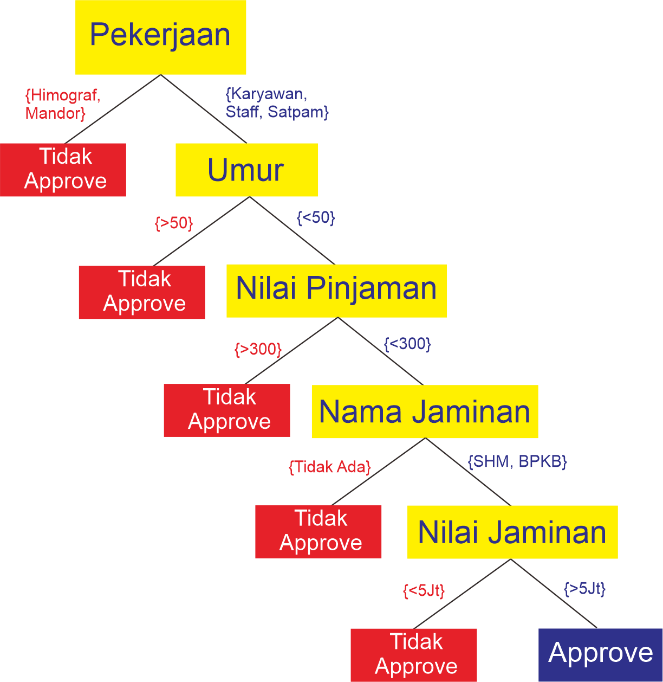 Pekerjaan
{Himograf,
Mandor}
{Karyawan,
Staff, Satpam}
Tidak
Approve
Umur
{>50}
{<50}
Tidak
Approve
Nilai Pinjaman
{>300}
{<300}
Tidak
Approve
Nama Jaminan
{Tidak Ada}
{SHM, BPKB}
Tidak
Approve
Nilai Jaminan
{<5Jt}
{>5Jt}
Tidak
Approve
Approve